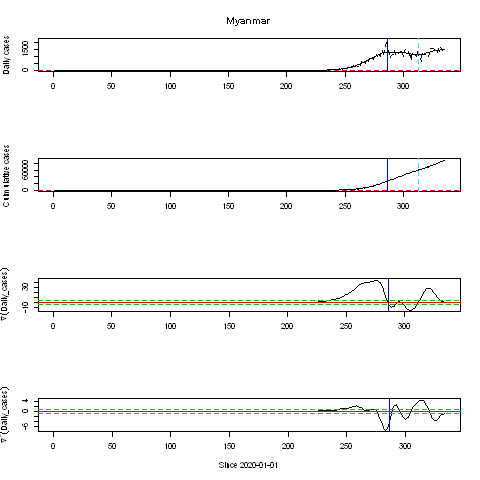 Myanmar
Daily cases
0 1500
0 50 100 150 200 250 300
Culmulative cases
0 60000
0 50 100 150 200 250 300
∇(Daily_cases)
-10 30
0 50 100 150 200 250 300
∇²(Daily_cases)
-6 0 4
0 50 100 150 200 250 300
Since 2020-01-01